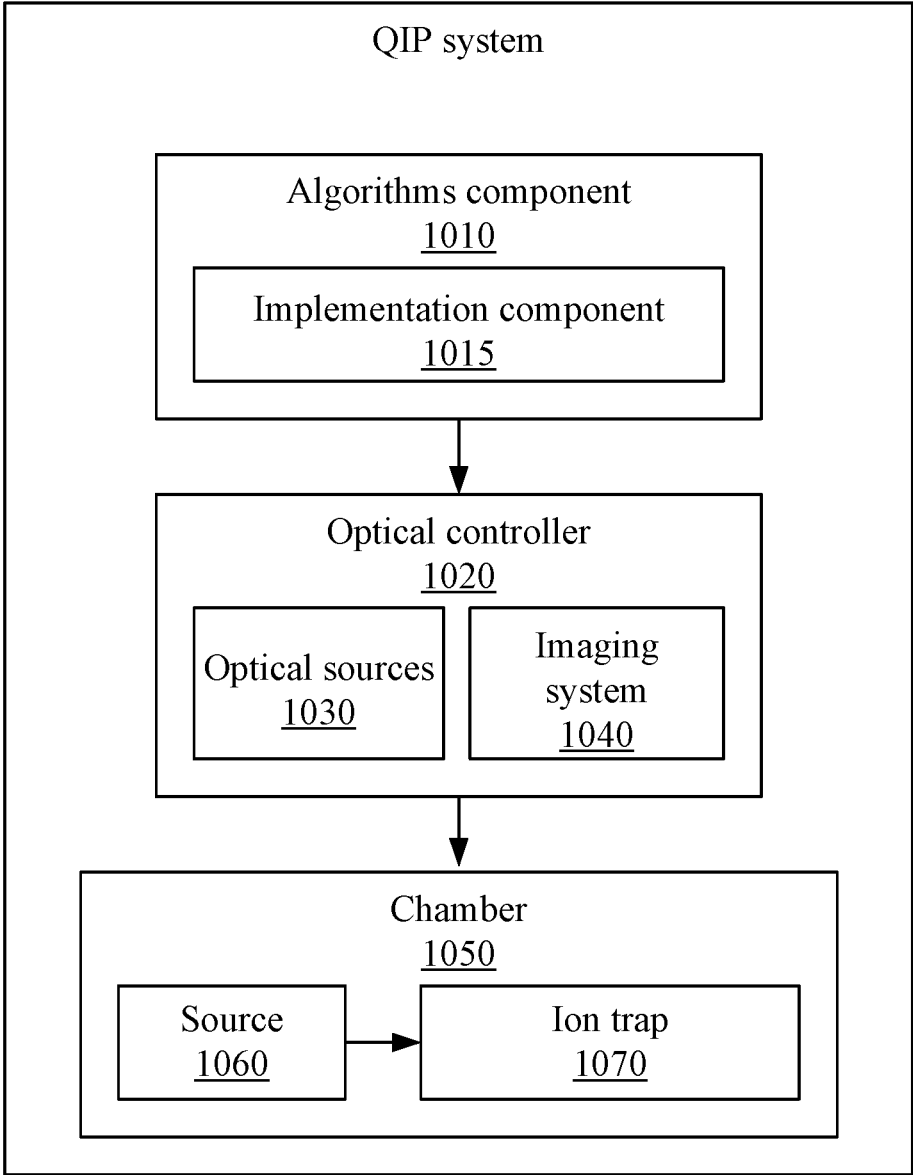 QIP system
Algorithms component
1010
Implementation component
1015
Optical controller
1020
Optical sources
1030
Imaging
system
1040
Chamber
1050
Source
1060
Ion trap
1070